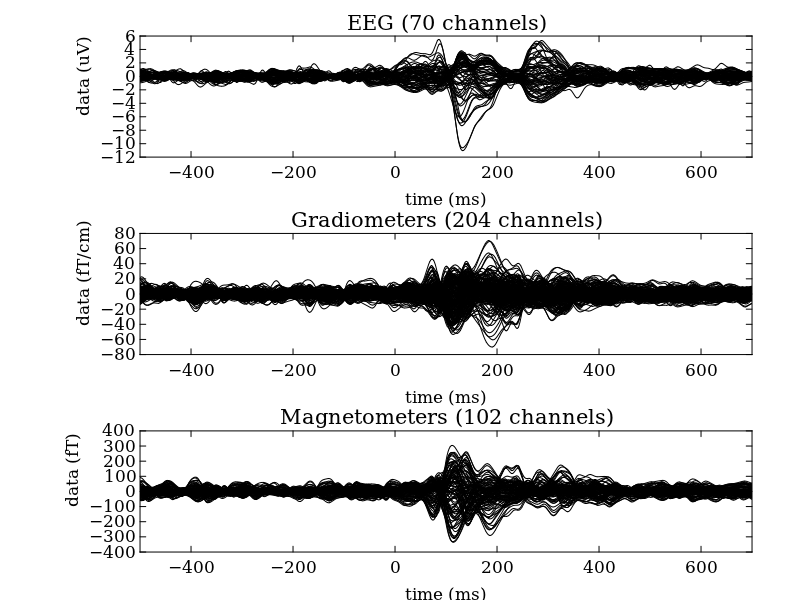 EEG (70 channels)
data (uV)
6
4
2
0
−2
−4
−6
−8
−10
−12
−400 −200 0 200 400 600
time (ms)
Gradiometers (204 channels)
data (fT/cm)
80
60
40
20
0
−20
−40
−60
−80
−400 −200 0 200 400 600
time (ms)
Magnetometers (102 channels)
data (fT)
400
300
200
100
0
−100
−200
−300
−400
−400 −200 0 200 400 600
time (ms)